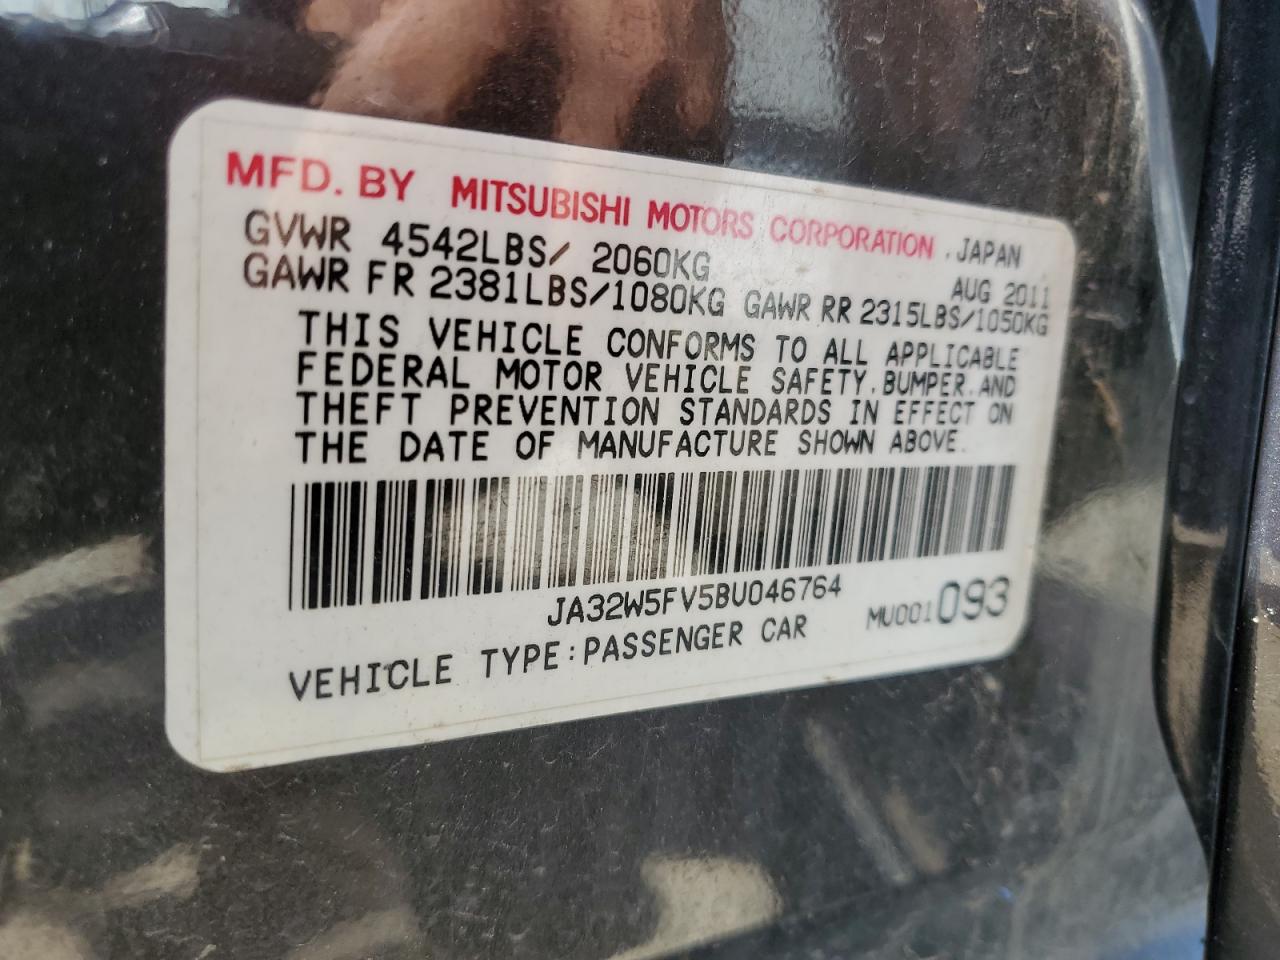 MFD. BY MITSUBISHI MOTORS CORPORATION , JAPAN
GVWR 4542LBS/ 2060KG AUG 2011
GAWR FR 2381LBS/1080KG GAWR RR 2315LBS/1050KG
THIS VEHICLE CONFORMS TO ALL APPLICABLE
FEDERAL MOTOR VEHICLE SAFETY, BUMPER, AND
THEFT PREVENTION STANDARDS IN EFFECT ON
THE DATE OF MANUFACTURE SHOWN ABOVE.
JA32W5FV5BU046764
VEHICLE TYPE:PASSENGER CAR MU001093